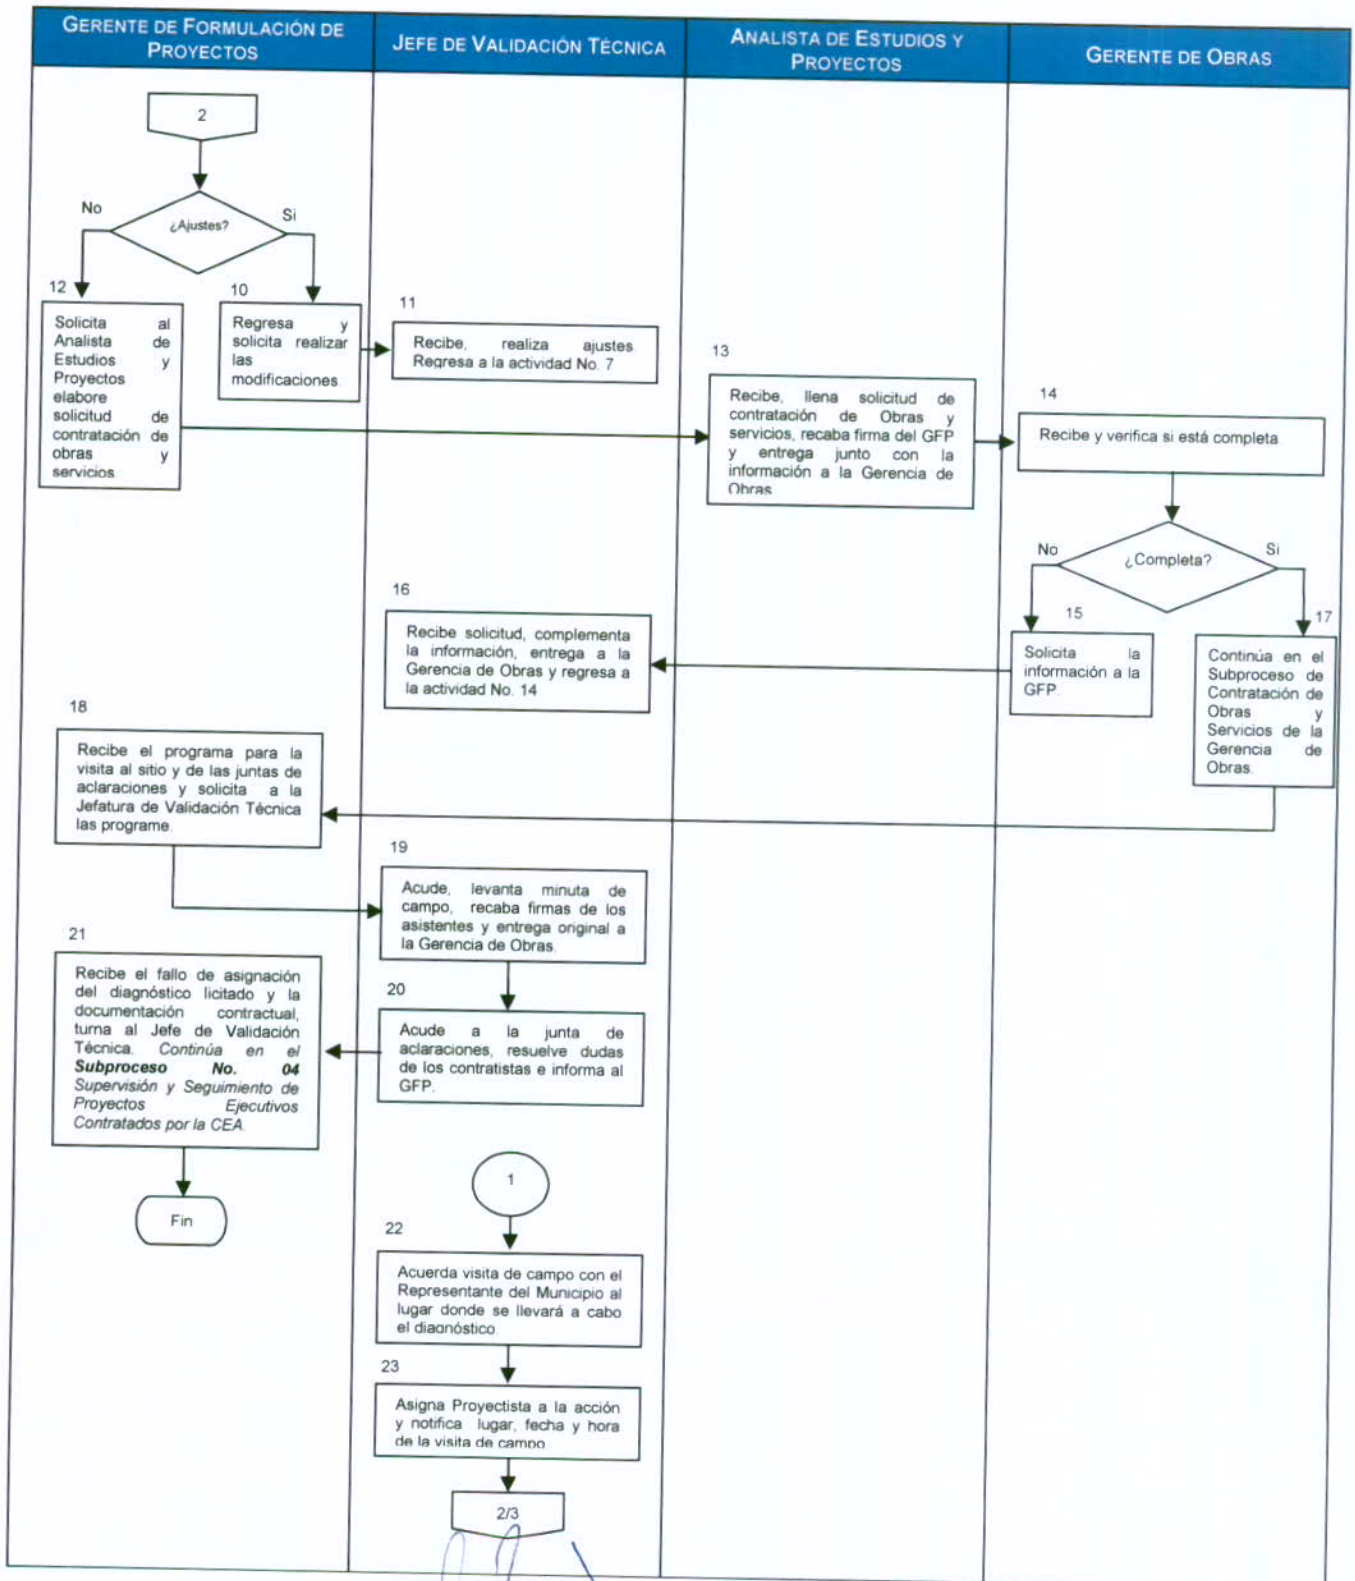 GERENTE DE FORMULACIÓN DE
PROYECTOS
JEFE DE VALIDACIÓN TÉCNICA
ANALISTA DE ESTUDIOS Y
PROYECTOS
GERENTE DE OBRAS
2
¿Ajustes?
No
Si
12
Solicita al
Analista de
Estudios y
Proyectos
elabore
solicitud de
contratación de
obras y
servicios.
10
Regresa y
solicita realizar
las
modificaciones.
11
Recibe, realiza ajustes
Regresa a la actividad No. 7
13
Recibe, llena solicitud de
contratación de Obras y
servicios, recaba firma del GFP
y entrega junto con la
información a la Gerencia de
Obras
14
Recibe y verifica si está completa
¿Completa?
No
Si
15
Solicita la
información a la
GFP.
17
Continúa en el
Subproceso de
Contratación de
Obras y
Servicios de la
Gerencia de
Obras.
16
Recibe solicitud, complementa
la información, entrega a la
Gerencia de Obras y regresa a
la actividad No. 14
18
Recibe el programa para la
visita al sitio y de las juntas de
aclaraciones y solicita a la
Jefatura de Validación Técnica
las programe.
19
Acude, levanta minuta de
campo, recaba firmas de los
asistentes y entrega original a
la Gerencia de Obras.
20
Acude a la junta de
aclaraciones, resuelve dudas
de los contratistas e informa al
GFP.
21
Recibe el fallo de asignación
del diagnóstico licitado y la
documentación contractual,
turna al Jefe de Validación
Técnica. Continúa en el
Subproceso No. 04
Supervisión y Seguimiento de
Proyectos Ejecutivos
Contratados por la CEA.
Fin
1
22
Acuerda visita de campo con el
Representante del Municipio al
lugar donde se llevará a cabo
el diagnóstico
23
Asigna Proyectista a la acción
y notifica lugar, fecha y hora
de la visita de campo
2/3